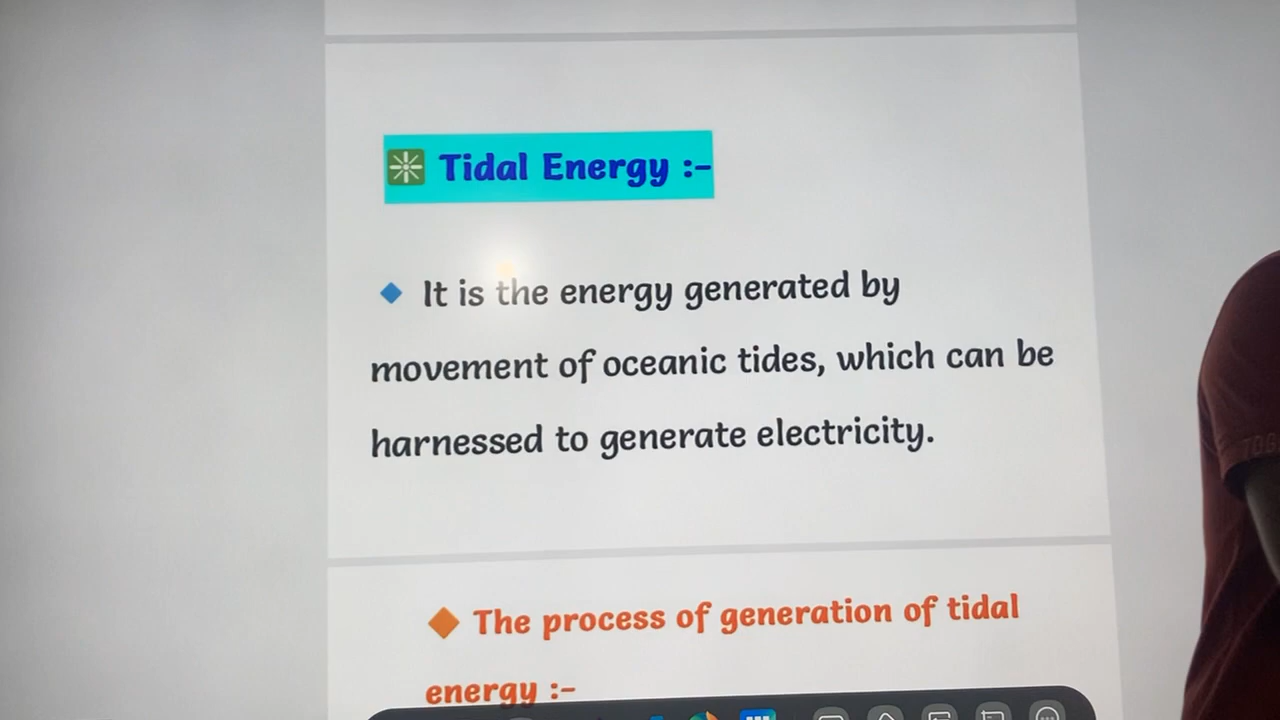 Tidal Energy :-
It is the energy generated by
movement of oceanic tides, which can be
harnessed to generate electricity.
The process of generation of tidal
energy :-